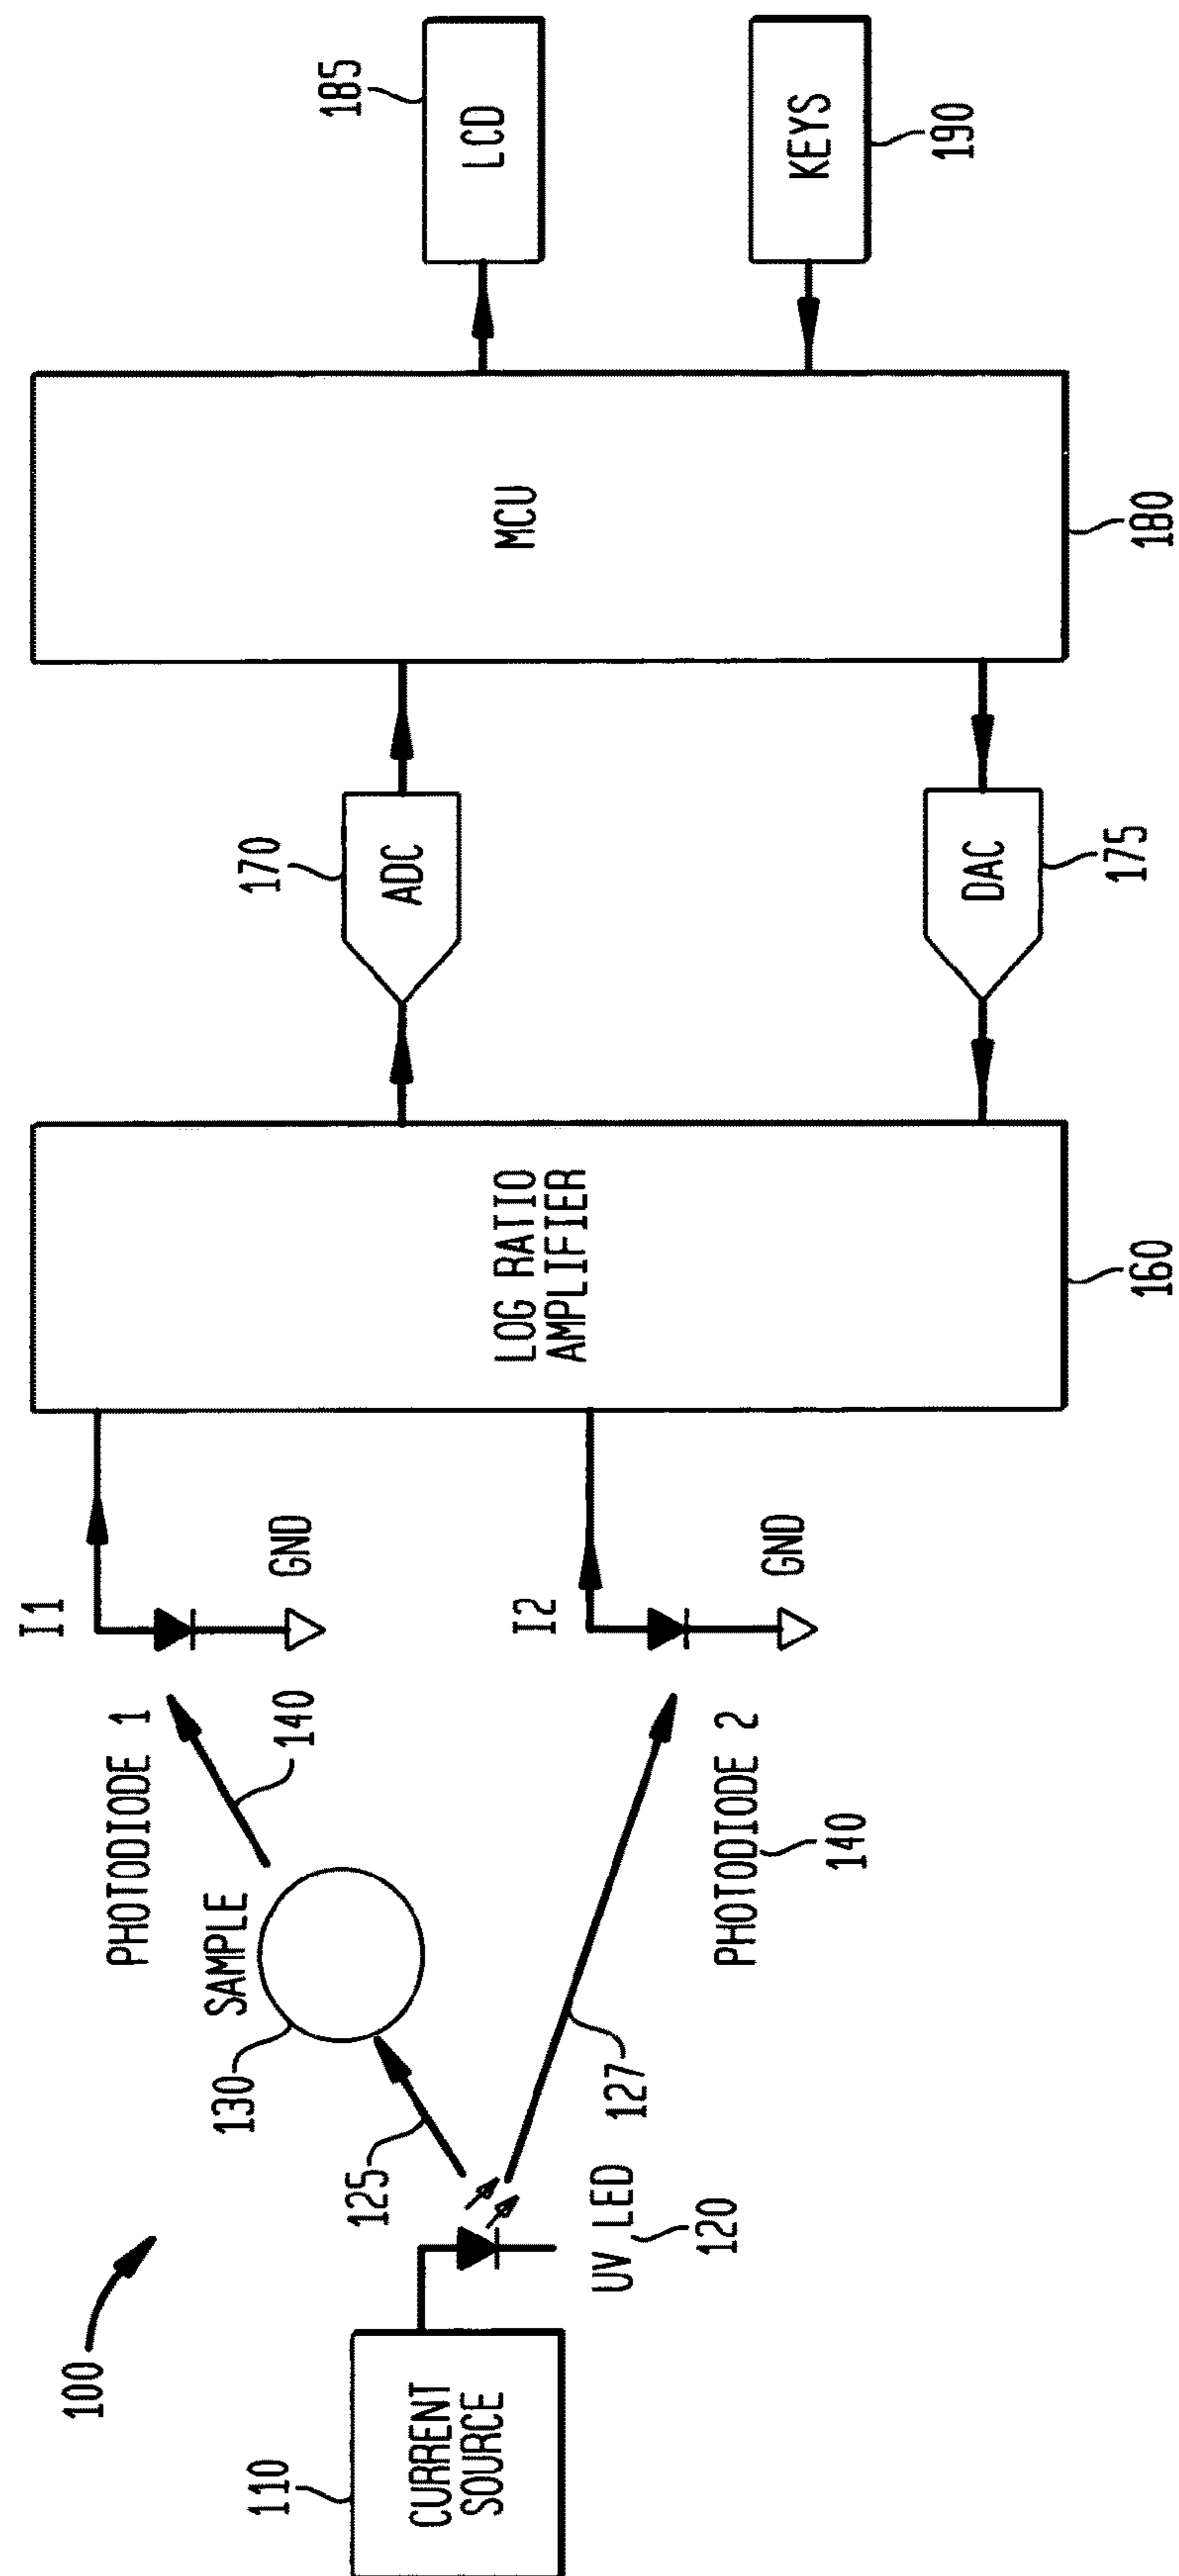 100
110
CURRENT
SOURCE
UV LED
120
125
127
130
SAMPLE
PHOTODIODE 1
140
PHOTODIODE 2
140
I1
GND
I2
GND
LOG RATIO
AMPLIFIER
160
170
ADC
DAC
175
MCU
180
185
LCD
KEYS
190